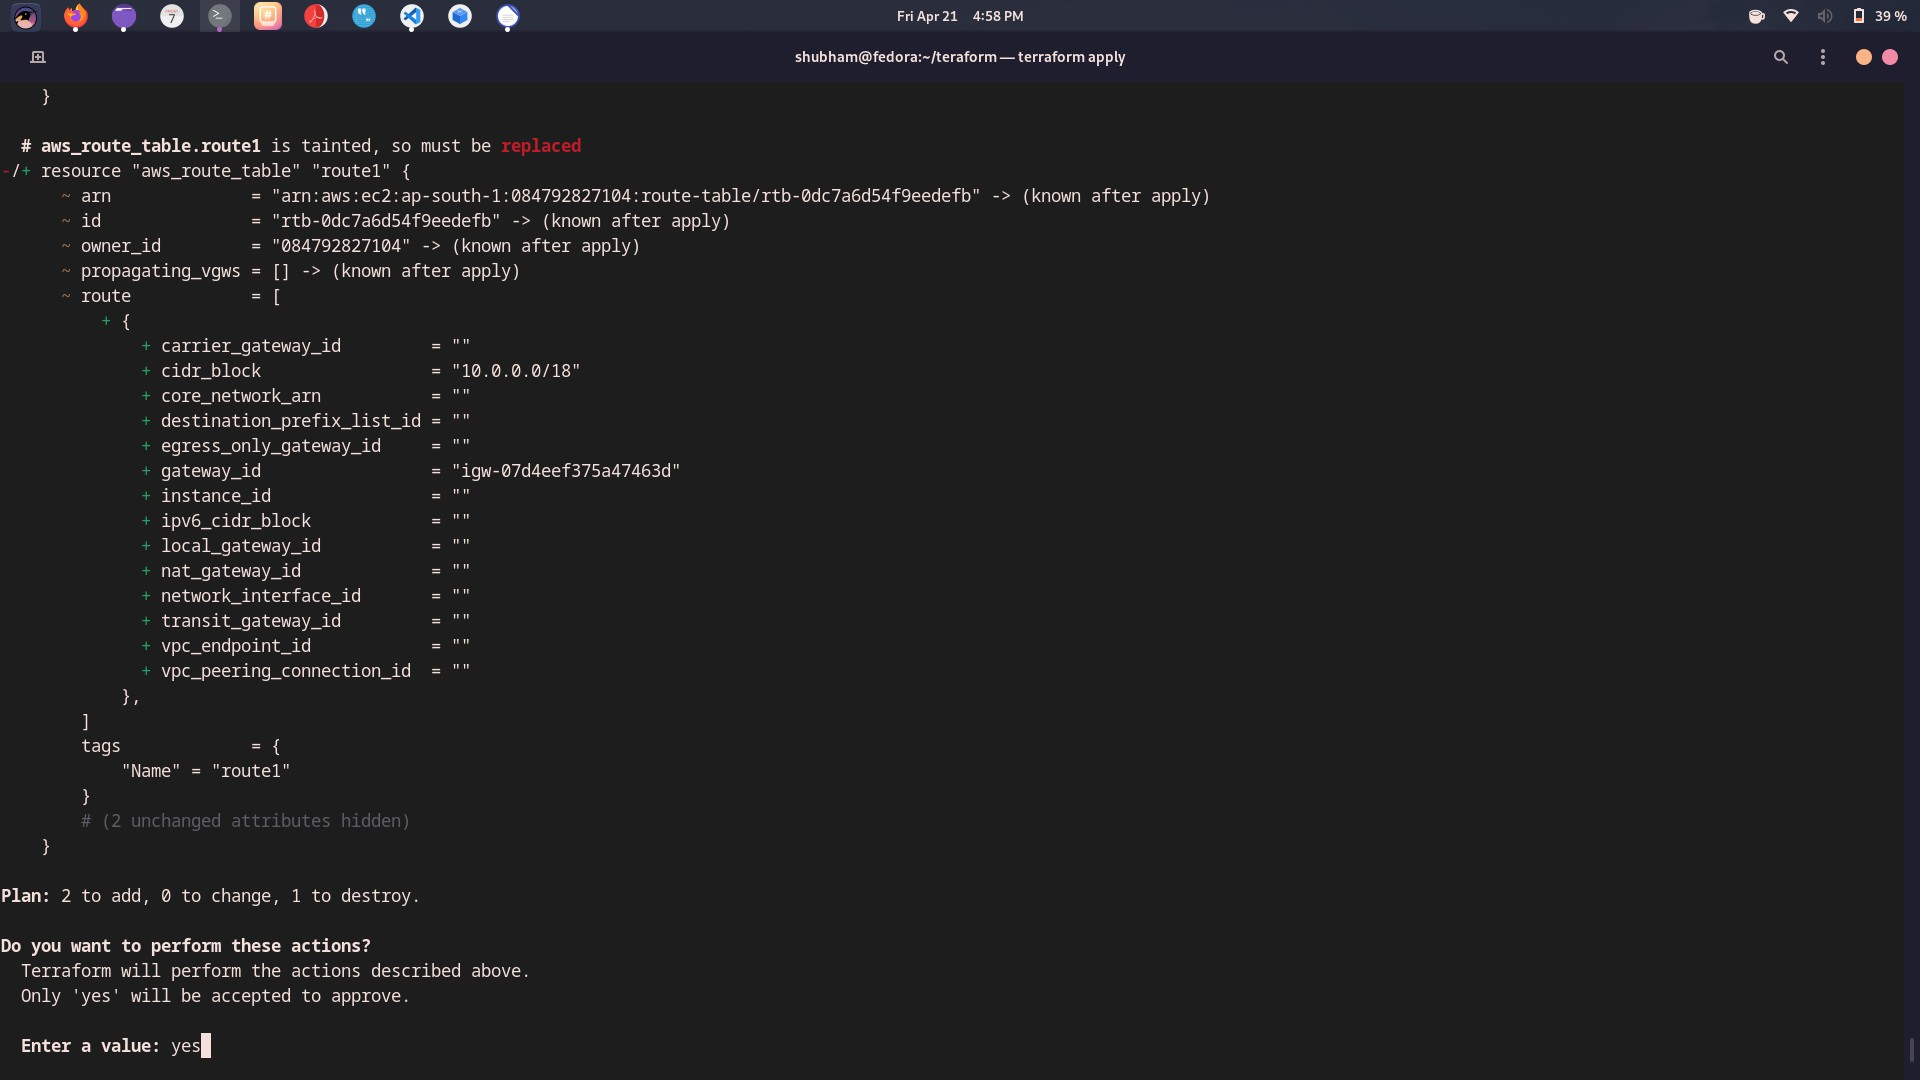 Fri Apr 21 4:58 PM
39 %
shubham@fedora:~/teraform — terraform apply
}
# aws_route_table.route1 is tainted, so must be replaced
-/+ resource "aws_route_table" "route1" {
~ arn = "arn:aws:ec2:ap-south-1:084792827104:route-table/rtb-0dc7a6d54f9eedefb" -> (known after apply)
~ id = "rtb-0dc7a6d54f9eedefb" -> (known after apply)
~ owner_id = "084792827104" -> (known after apply)
~ propagating_vgws = [] -> (known after apply)
~ route = [
+ {
+ carrier_gateway_id = ""
+ cidr_block = "10.0.0.0/18"
+ core_network_arn = ""
+ destination_prefix_list_id = ""
+ egress_only_gateway_id = ""
+ gateway_id = "igw-07d4eef375a47463d"
+ instance_id = ""
+ ipv6_cidr_block = ""
+ local_gateway_id = ""
+ nat_gateway_id = ""
+ network_interface_id = ""
+ transit_gateway_id = ""
+ vpc_endpoint_id = ""
+ vpc_peering_connection_id = ""
},
]
tags = {
"Name" = "route1"
}
# (2 unchanged attributes hidden)
}
Plan: 2 to add, 0 to change, 1 to destroy.
Do you want to perform these actions?
Terraform will perform the actions described above.
Only 'yes' will be accepted to approve.
Enter a value: yes